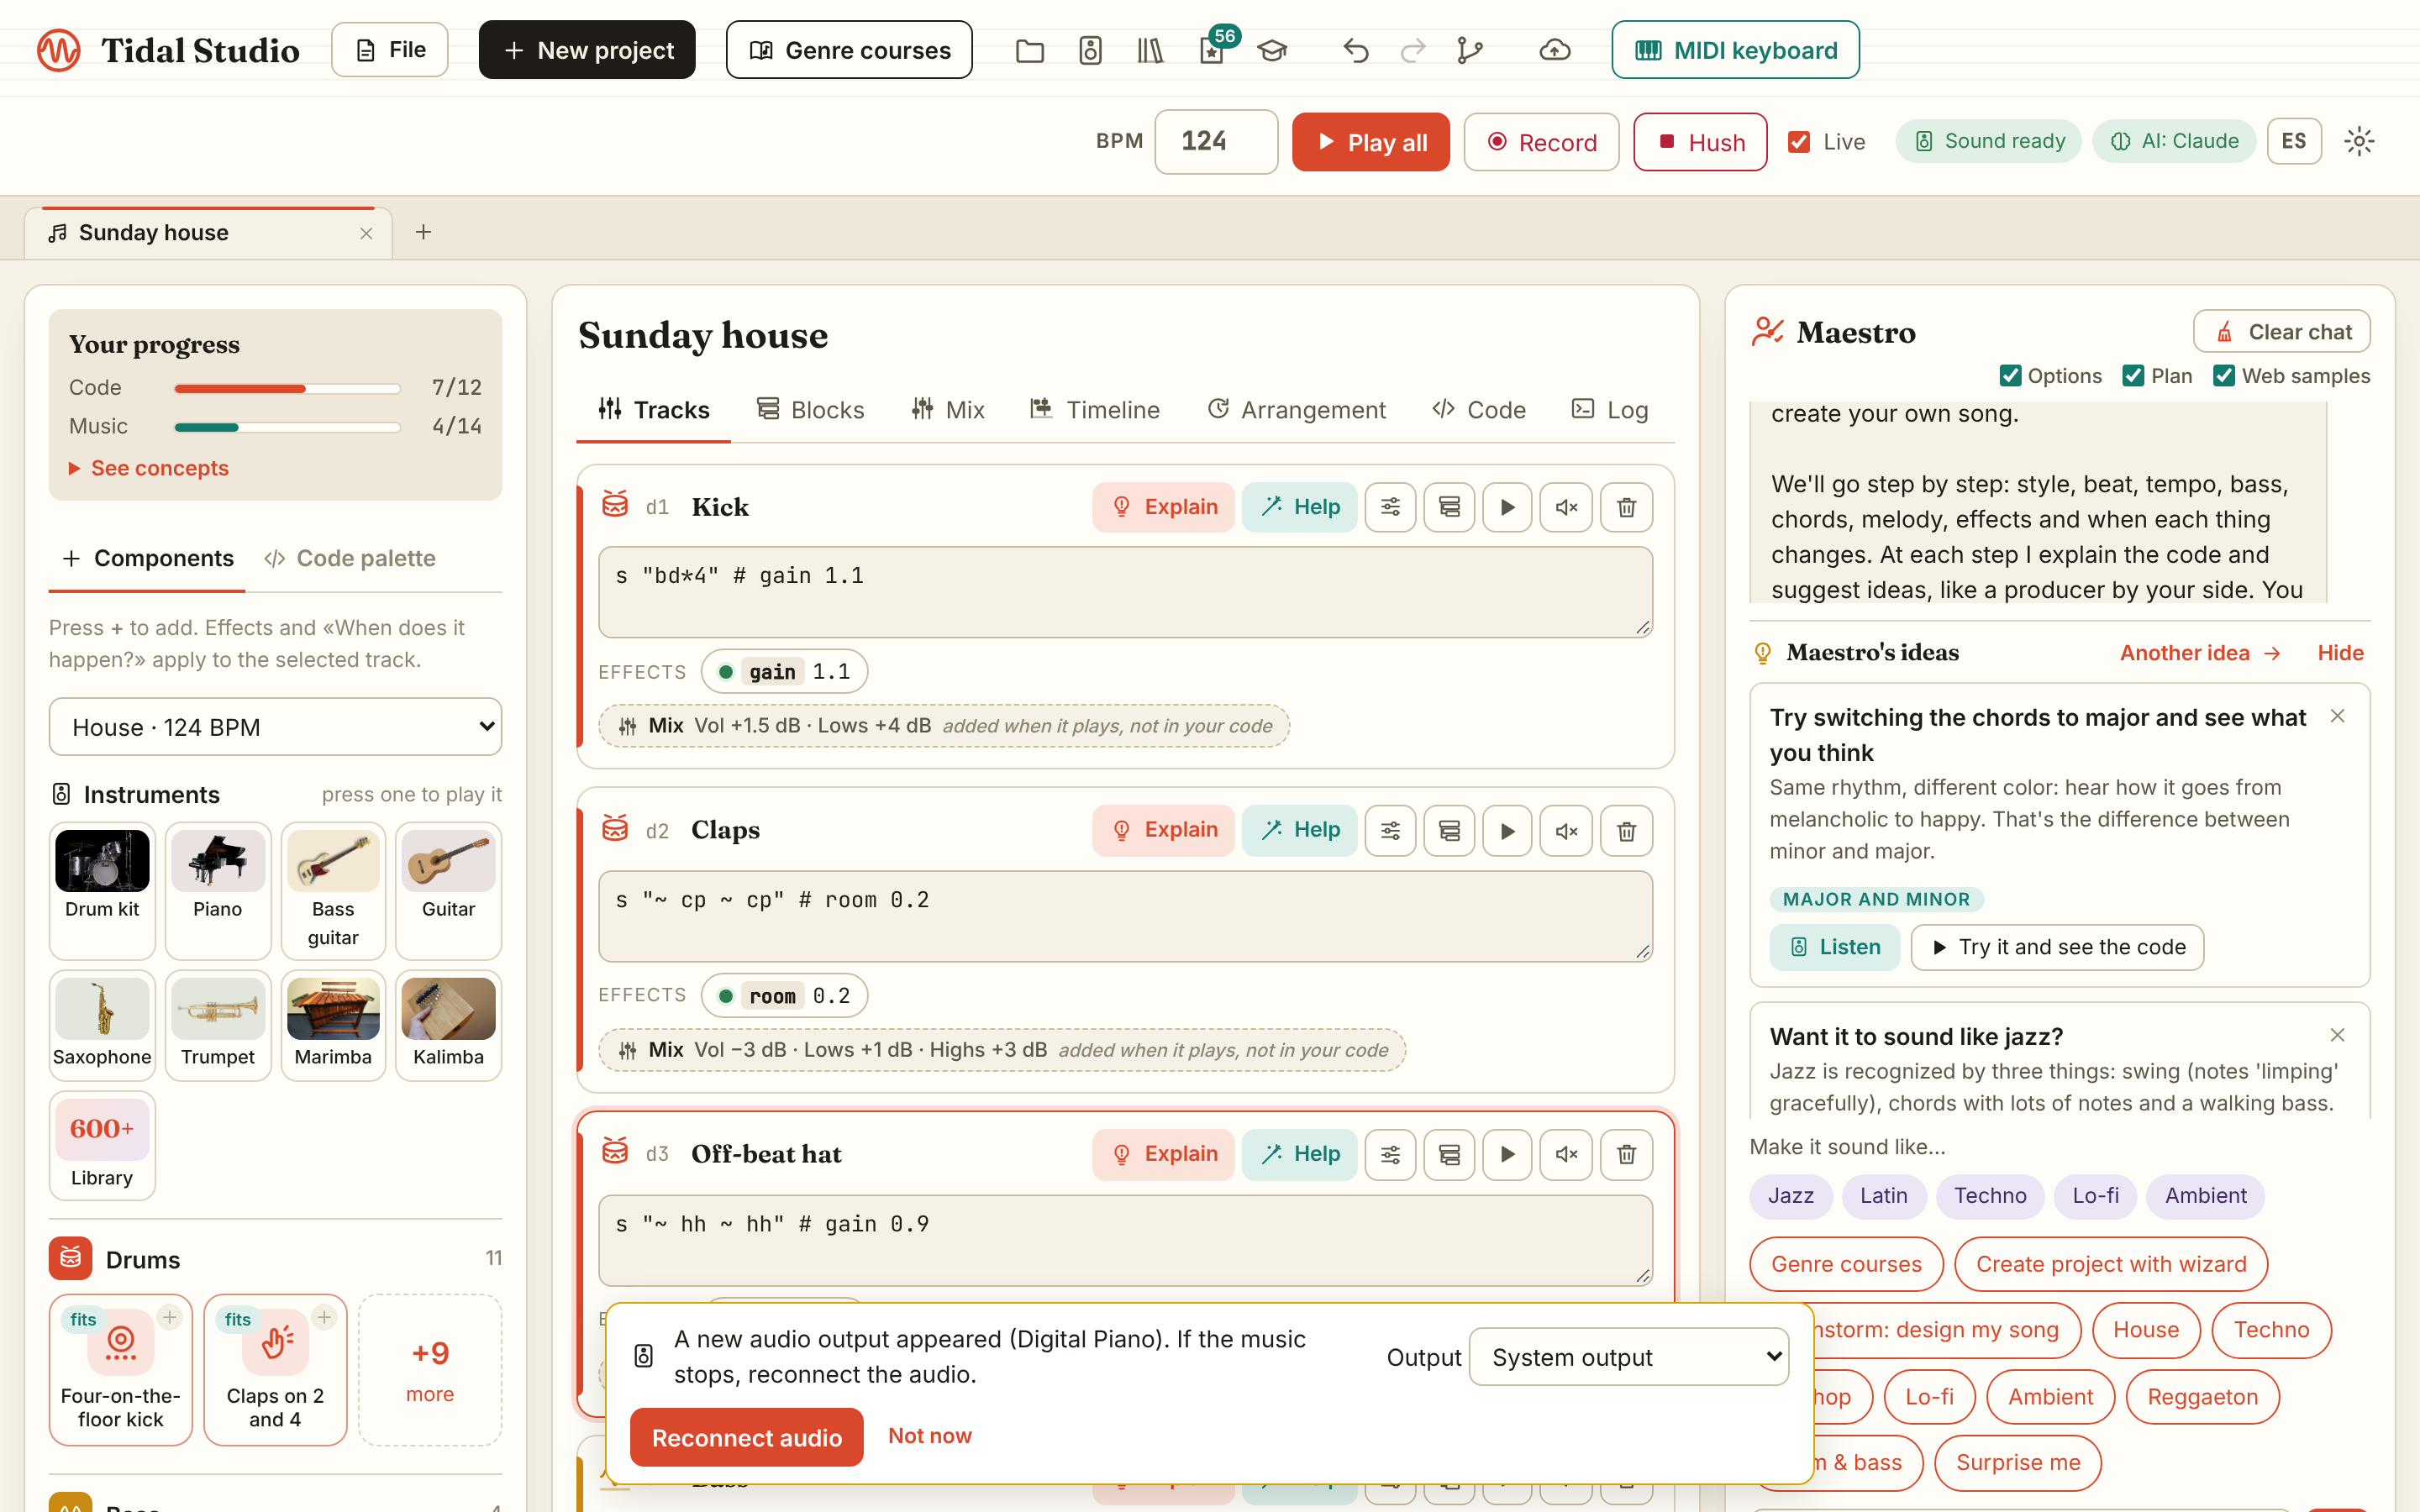 Tidal Studio
File
New project
Genre courses
56
MIDI keyboard
BPM
124
Play all
Record
Hush
Live
Sound ready
AI: Claude
ES
Sunday house
Your progress
Code
7/12
Music
4/14
See concepts
Components
Code palette
Press + to add. Effects and «When does it
happen?» apply to the selected track.
House · 124 BPM
Instruments
press one to play it
Drum kit
Piano
Bass
guitar
Guitar
Saxophone
Trumpet
Marimba
Kalimba
600+
Library
Drums
11
fits
Four-on-the-
floor kick
fits
Claps on 2
and 4
+9
more
Sunday house
Tracks
Blocks
Mix
Timeline
Arrangement
Code
Log
d1 Kick
Explain
Help
s "bd*4" # gain 1.1
EFFECTS
gain 1.1
Mix Vol +1.5 dB · Lows +4 dB added when it plays, not in your code
d2 Claps
Explain
Help
s "~ cp ~ cp" # room 0.2
EFFECTS
room 0.2
Mix Vol −3 dB · Lows +1 dB · Highs +3 dB added when it plays, not in your code
d3 Off-beat hat
Explain
Help
s "~ hh ~ hh" # gain 0.9
A new audio output appeared (Digital Piano). If the music
stops, reconnect the audio.
Output
System output
Reconnect audio
Not now
Maestro
Clear chat
Options
Plan
Web samples
create your own song.
We'll go step by step: style, beat, tempo, bass,
chords, melody, effects and when each thing
changes. At each step I explain the code and
suggest ideas, like a producer by your side. You
Maestro's ideas
Another idea →
Hide
Try switching the chords to major and see what
you think
Same rhythm, different color: hear how it goes from
melancholic to happy. That's the difference between
minor and major.
MAJOR AND MINOR
Listen
Try it and see the code
Want it to sound like jazz?
Jazz is recognized by three things: swing (notes 'limping'
gracefully), chords with lots of notes and a walking bass.
Make it sound like...
Jazz
Latin
Techno
Lo-fi
Ambient
Genre courses
Create project with wizard
design my song
House
Techno
Lo-fi
Ambient
Reggaeton
& bass
Surprise me